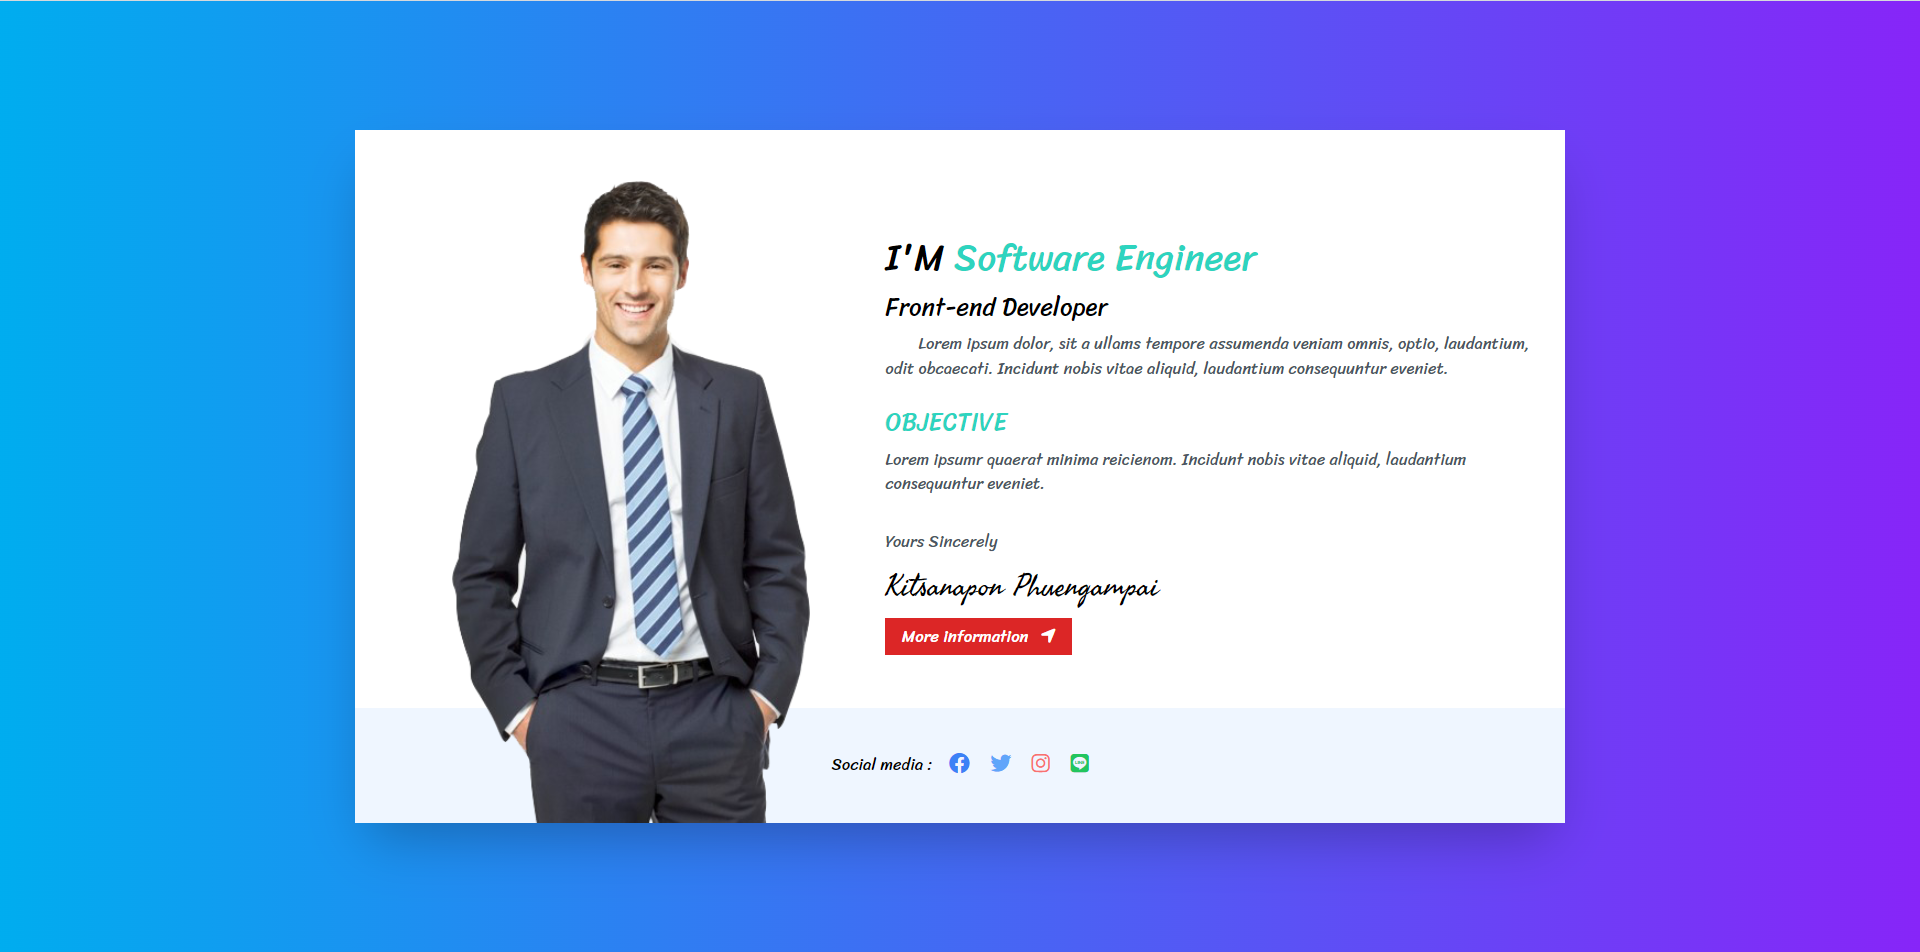 I'M Software Engineer
Front-end Developer
Lorem ipsum dolor, sit a ullams tempore assumenda veniam omnis, optio, laudantium,
odit obcaecati. Incidunt nobis vitae aliquid, laudantium consequuntur eveniet.
OBJECTIVE
Lorem ipsumr quaerat minima reicienom. Incidunt nobis vitae aliquid, laudantium
consequuntur eveniet.
Yours Sincerely
Kitsanapon Phuengampai
More information
Social media :